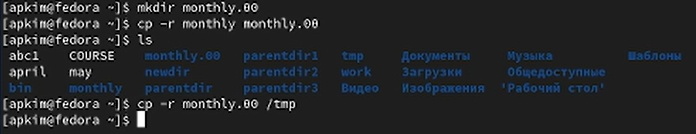 [apkim@fedora ~]$ mkdir monthly.00
[apkim@fedora ~]$ cp -r monthly monthly.00
[apkim@fedora ~]$ ls
abc1 COURSE monthly.00 parentdir1 tmp Документы Музыка Шаблоны
april may newdir parentdir2 work Загрузки Общедоступные
bin monthly parentdir parentdir3 Видео Изображения 'Рабочий стол'
[apkim@fedora ~]$ cp -r monthly.00 /tmp
[apkim@fedora ~]$